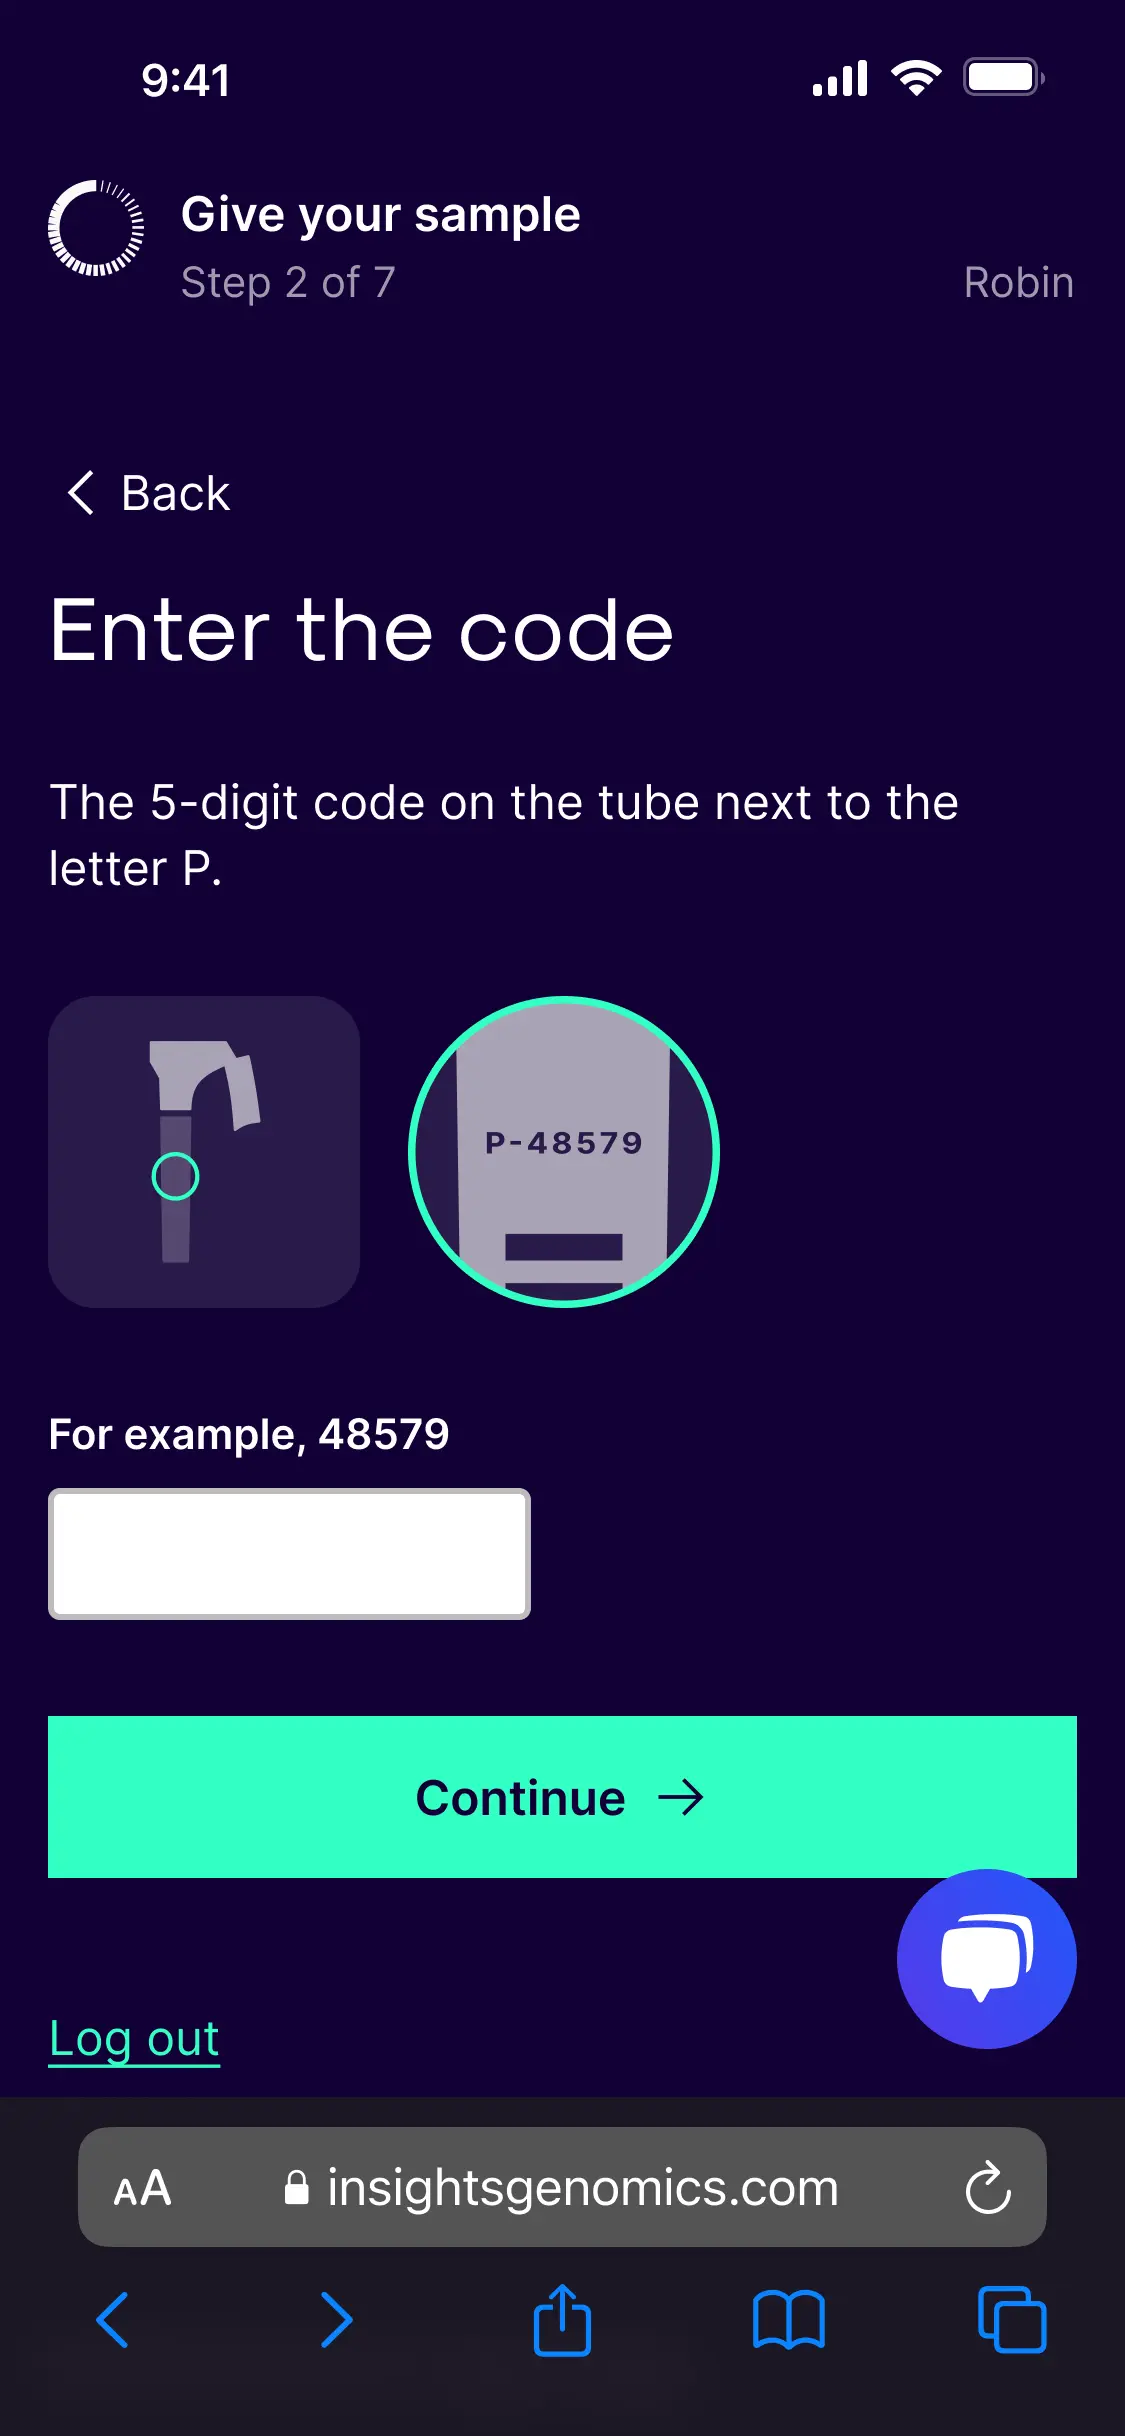 9:41
Give your sample
Step 2 of 7
Robin
Back
Enter the code
The 5-digit code on the tube next to the
letter P.
P-48579
For example, 48579
Continue →
Log out
AA
insightsgenomics.com